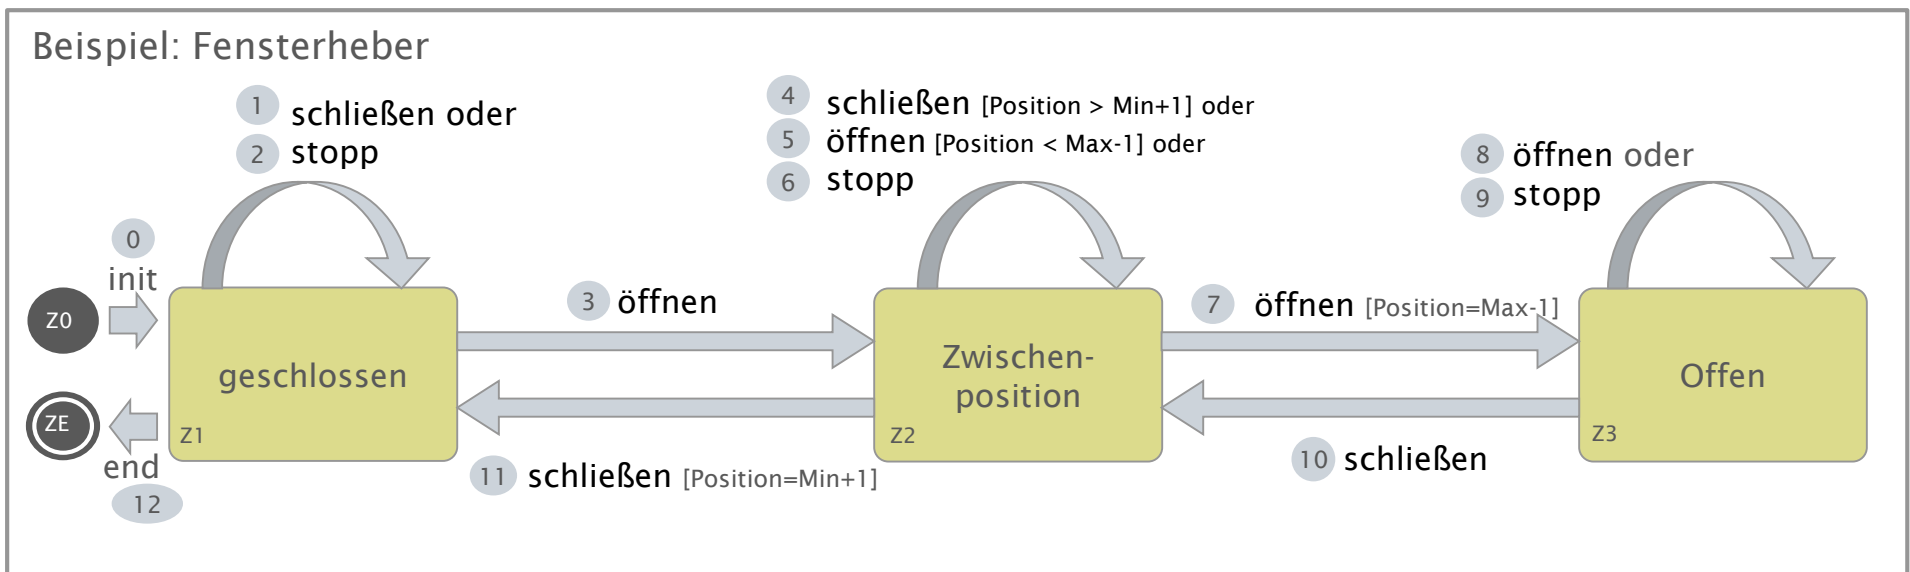 Beispiel: Fensterheber
1 schließen oder
2 stopp
4 schließen [Position > Min+1] oder
5 öffnen [Position < Max-1] oder
6 stopp
8 öffnen oder
9 stopp
0
init
Z0
3 öffnen
7 öffnen [Position=Max-1]
geschlossen
Z1
Zwischen-
position
Z2
Offen
Z3
ZE
end
12
11 schließen [Position=Min+1]
10 schließen